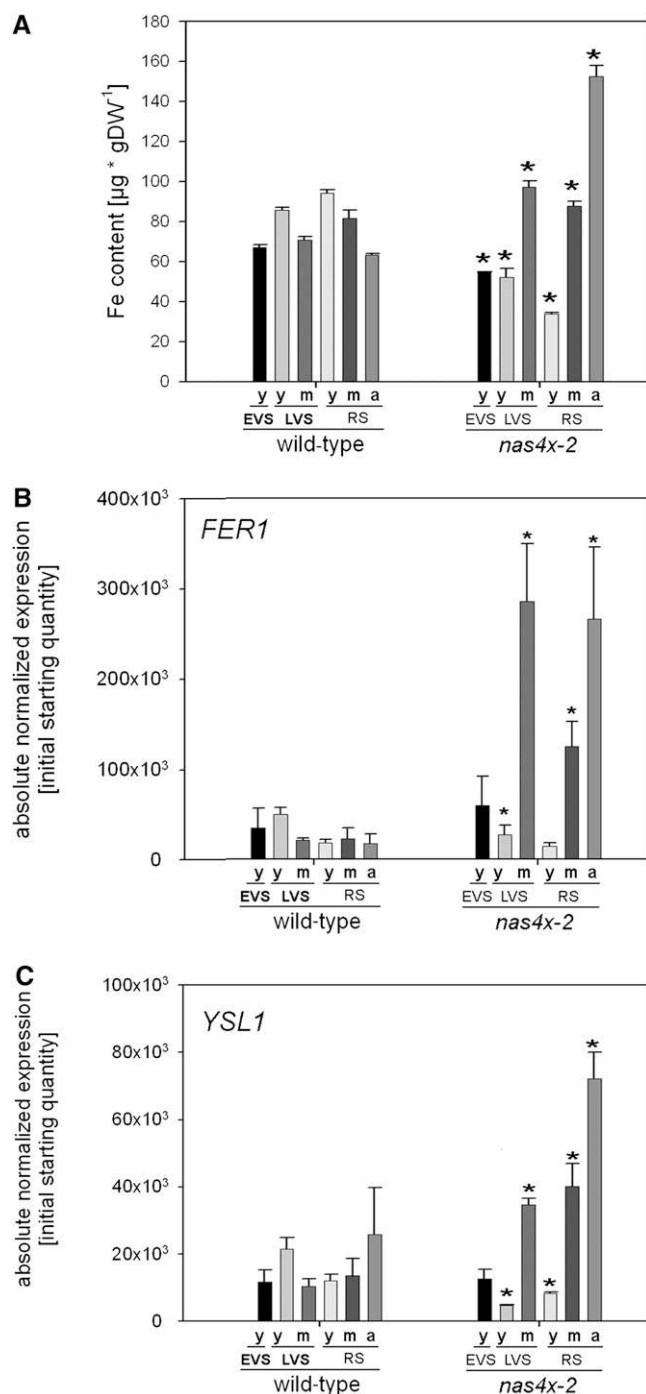 A
Fe content [µg * gDW⁻¹]
180
160
140
120
100
80
60
40
20
0
* * * * * *
y y m y m a y y m y m a
EVS LVS RS EVS LVS RS
wild-type nas4x-2
B
FER1
absolute normalized expression
[initial starting quantity]
400x10³
300x10³
200x10³
100x10³
0
* * * *
y y m y m a y y m y m a
EVS LVS RS EVS LVS RS
wild-type nas4x-2
C
YSL1
absolute normalized expression
[initial starting quantity]
100x10³
80x10³
60x10³
40x10³
20x10³
0
* * * * *
y y m y m a y y m y m a
EVS LVS RS EVS LVS RS
wild-type nas4x-2